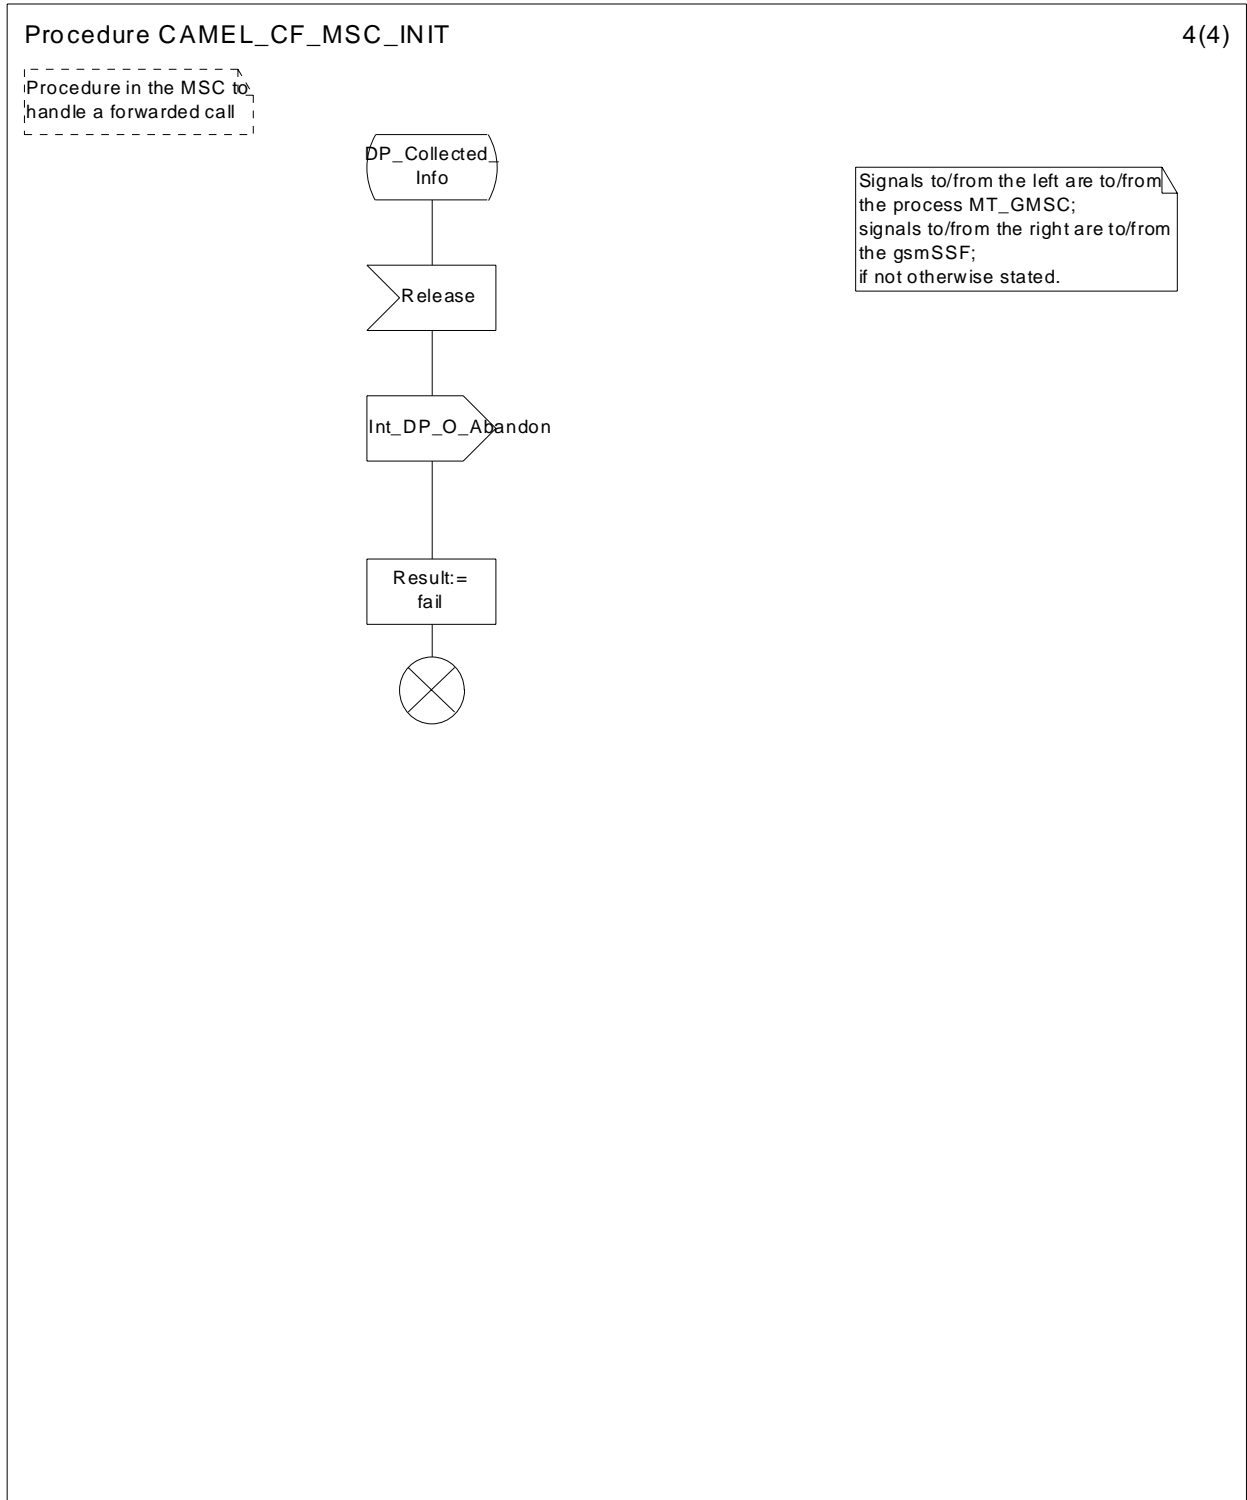 Procedure CAMEL_CF_MSC_INIT
4(4)
Procedure in the MSC to
handle a forwarded call
DP_Collected_
Info
Signals to/from the left are to/from
the process MT_GMSC;
signals to/from the right are to/from
the gsmSSF;
if not otherwise stated.
Release
Int_DP_O_Abandon
Result:=
fail